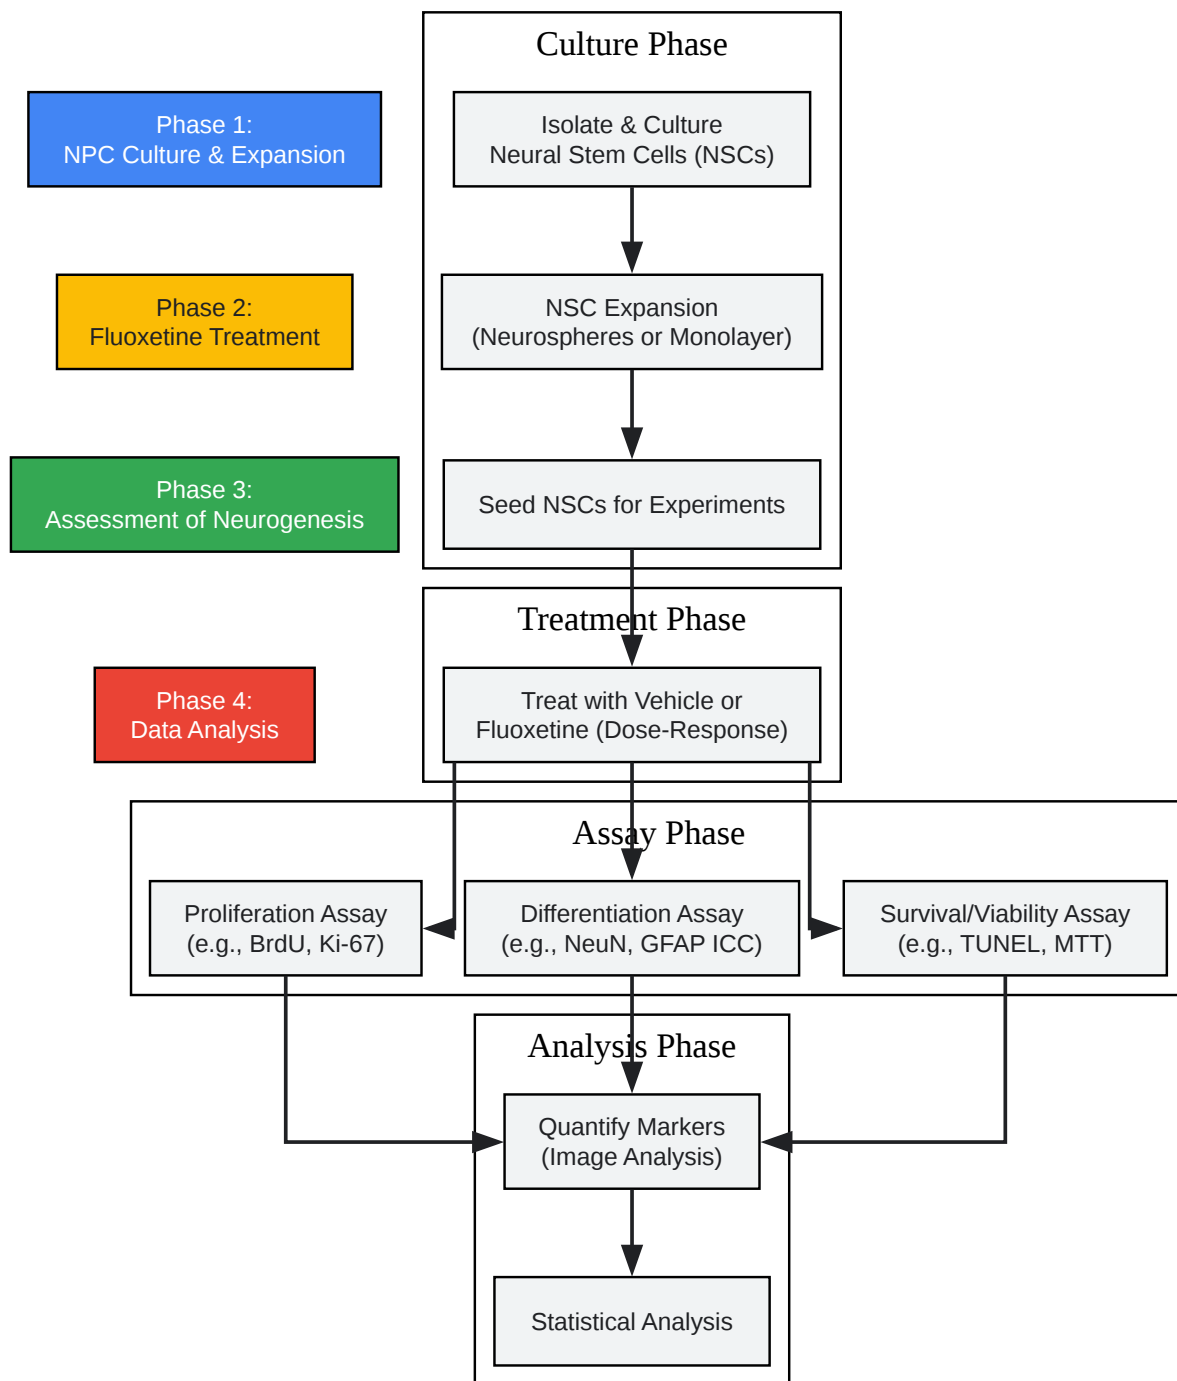 Culture Phase
Phase 1:
NPC Culture & Expansion
Isolate & Culture
Neural Stem Cells (NSCs)
Phase 2:
Fluoxetine Treatment
NSC Expansion
(Neurospheres or Monolayer)
Phase 3:
Assessment of Neurogenesis
Seed NSCs for Experiments
Treatment Phase
Phase 4:
Data Analysis
Treat with Vehicle or
Fluoxetine (Dose-Response)
Assay Phase
Proliferation Assay
(e.g., BrdU, Ki-67)
Differentiation Assay
(e.g., NeuN, GFAP ICC)
Survival/Viability Assay
(e.g., TUNEL, MTT)
Analysis Phase
Quantify Markers
(Image Analysis)
Statistical Analysis